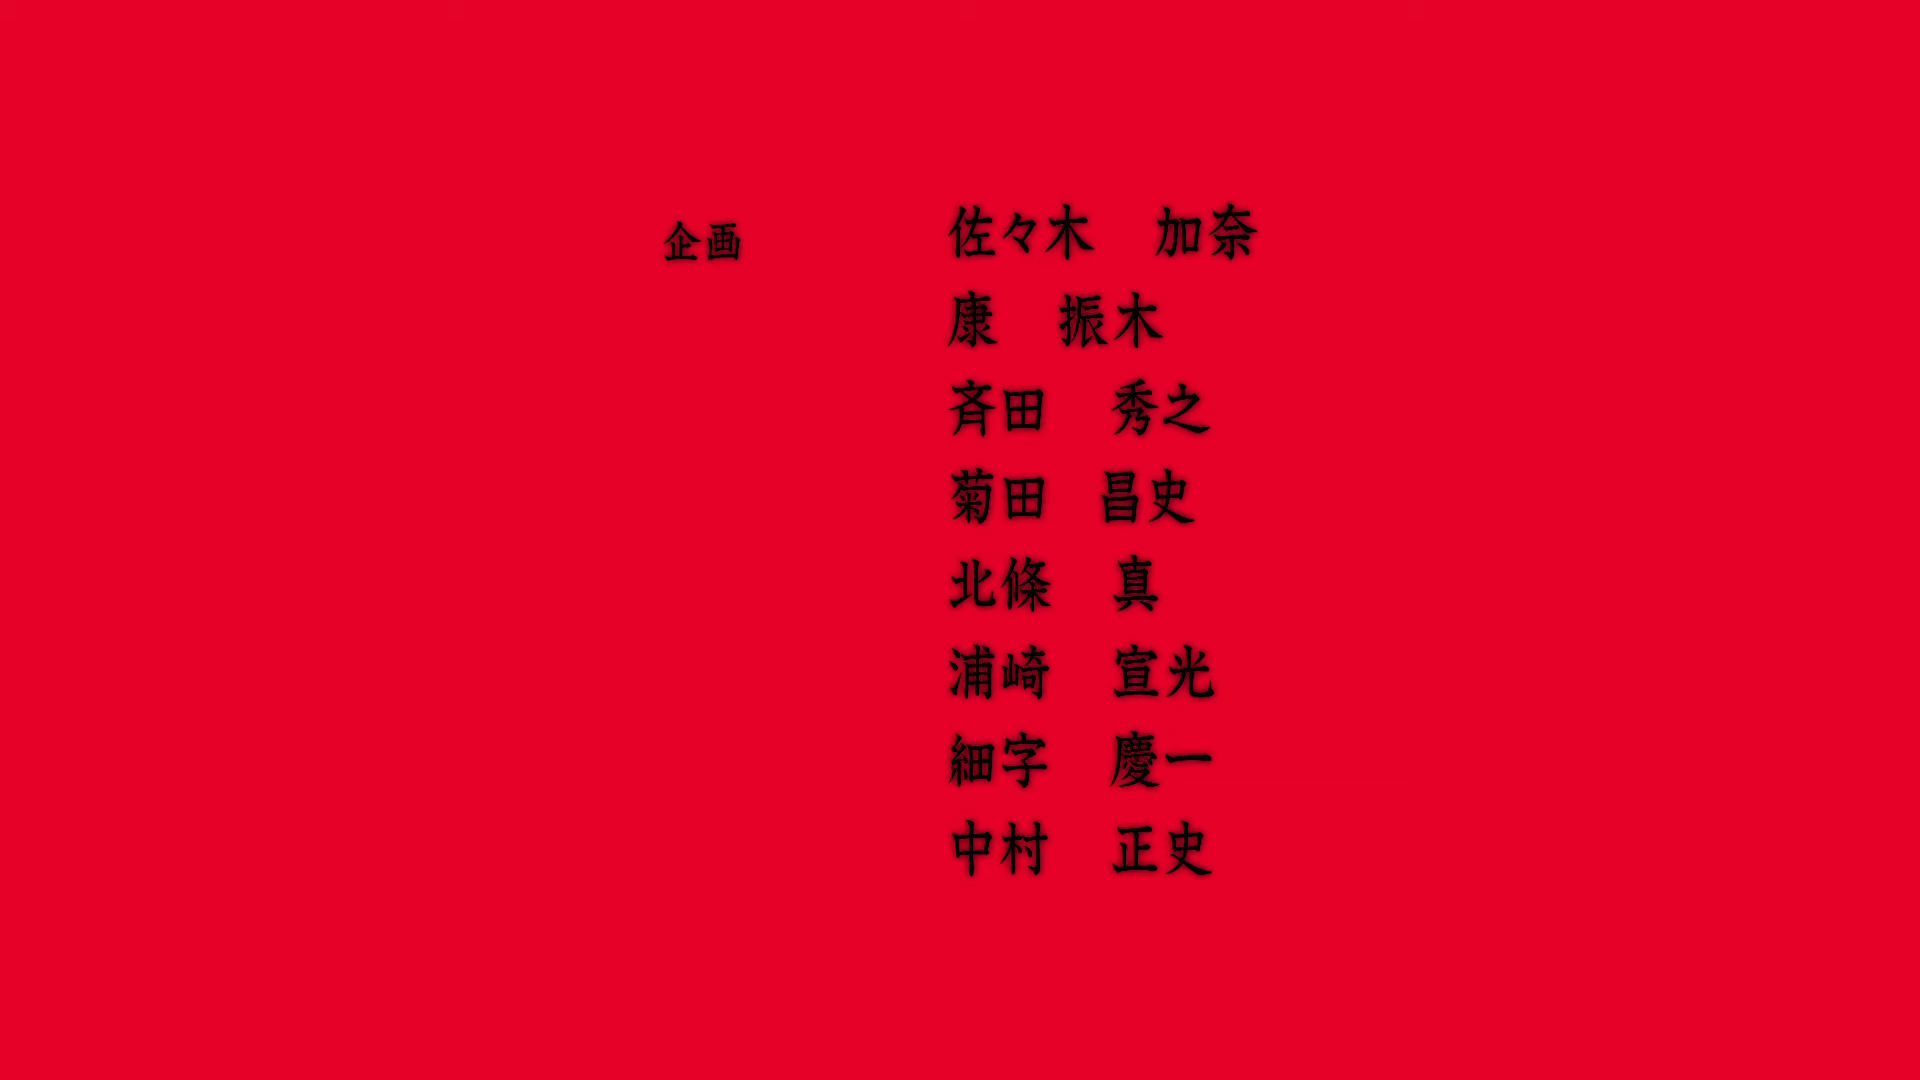 企画　佐々木　加奈
康　振木
斉田　秀之
菊田　昌史
北條　真
浦崎　宣光
細字　慶一
中村　正史